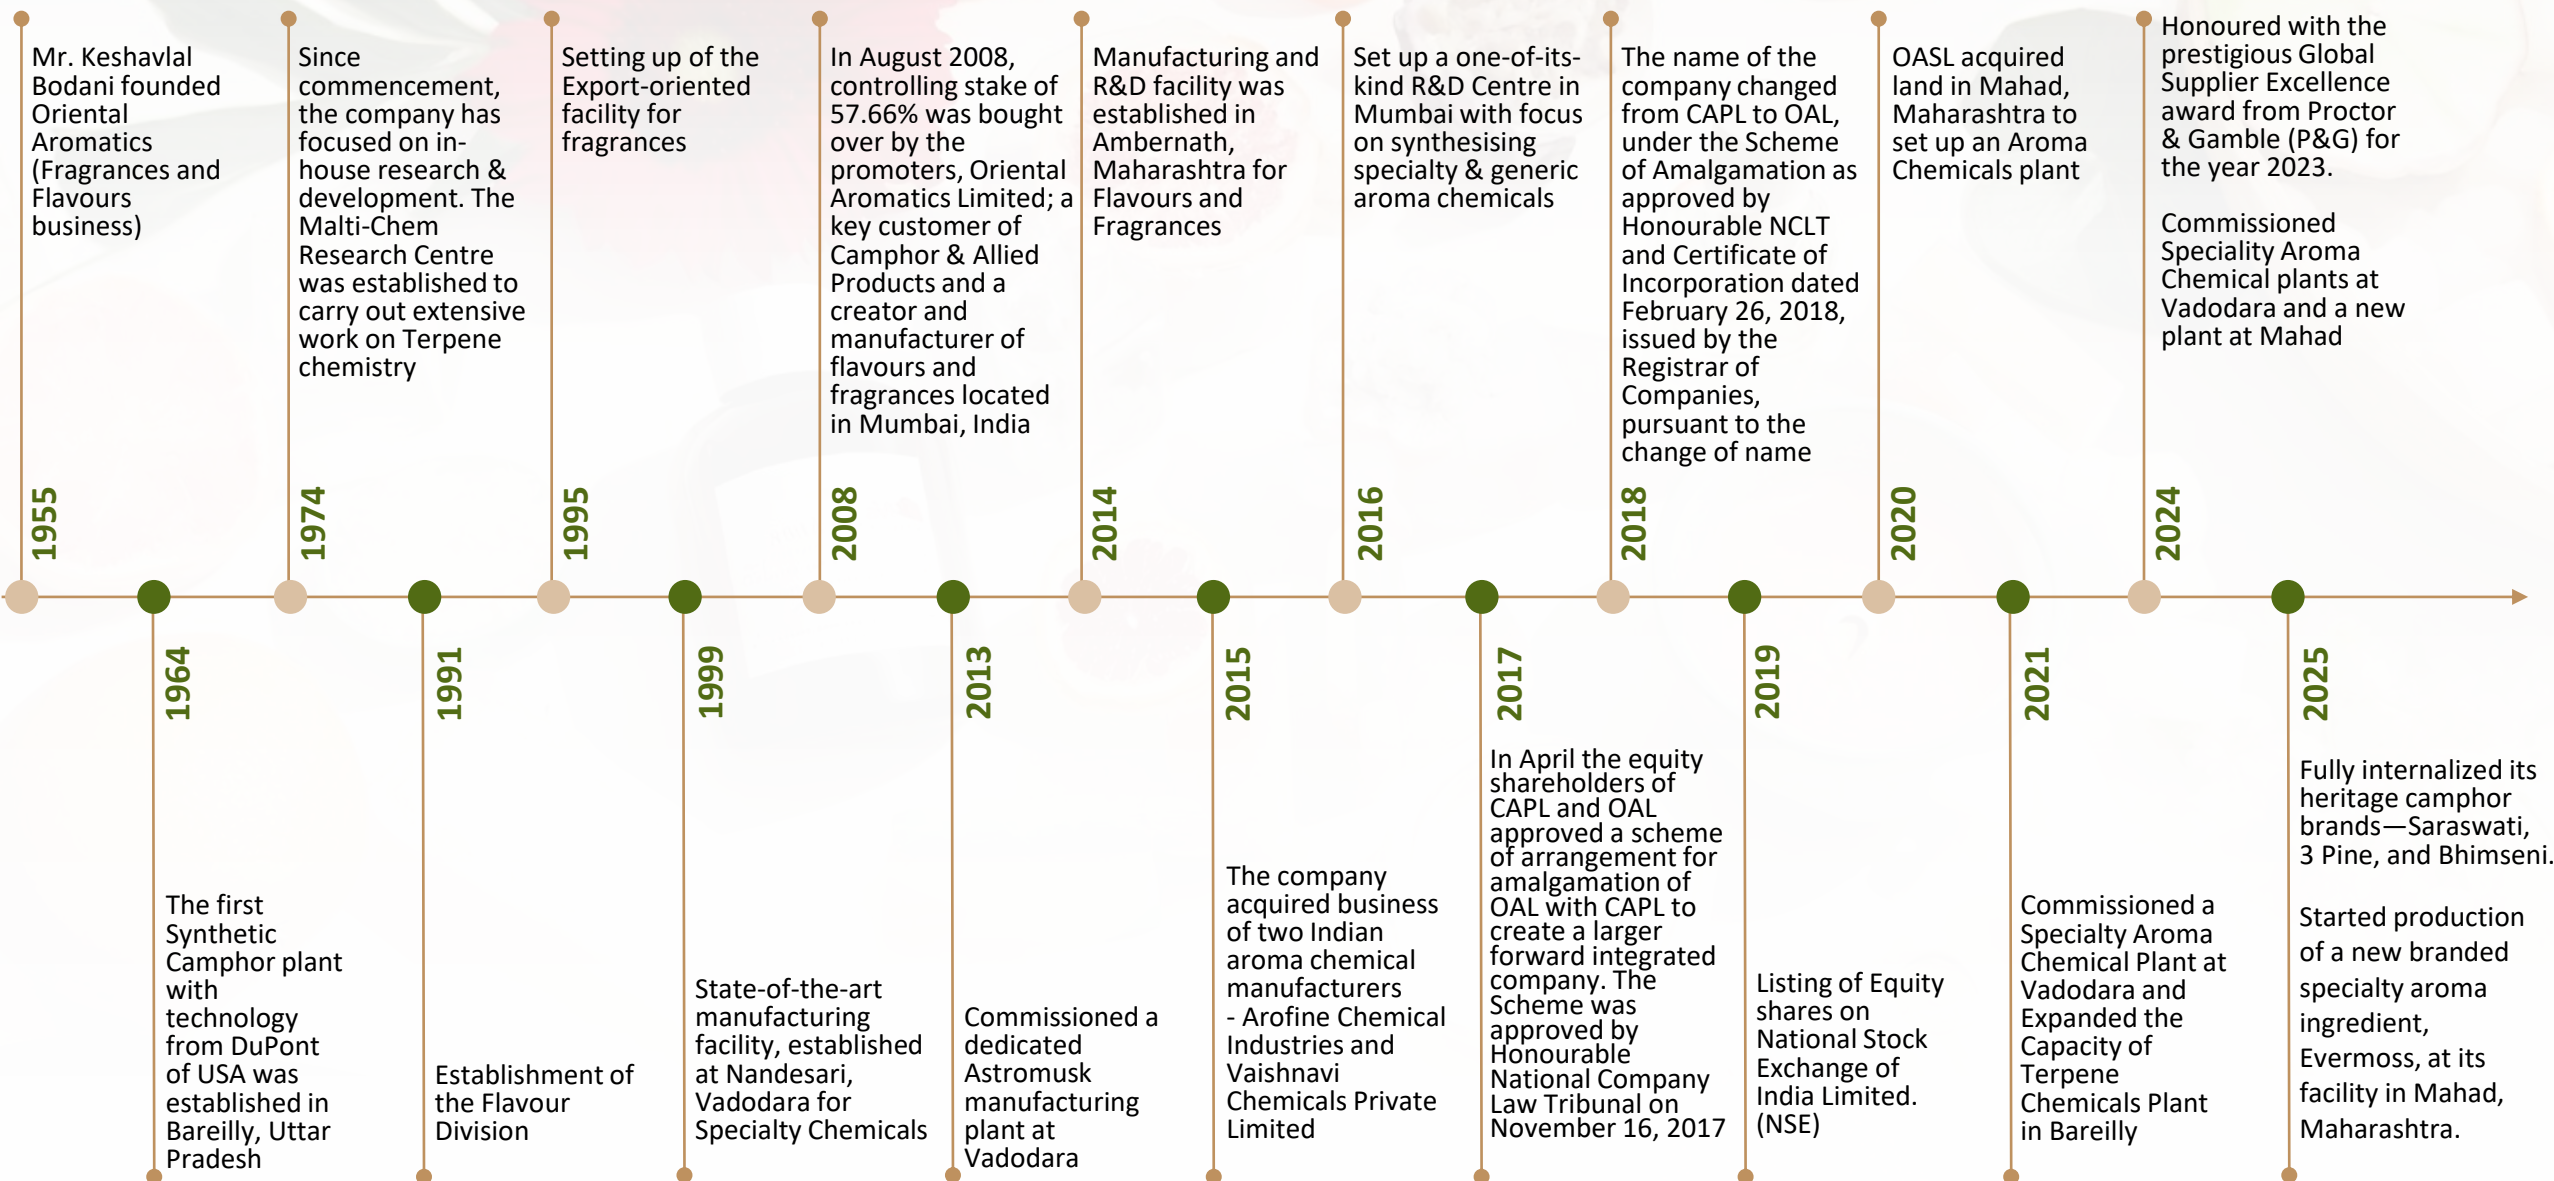 Mr. Keshavlal
Bodani founded
Oriental
Aromatics
(Fragrances and
Flavours
business)
1955
The first
Synthetic
Camphor plant
with
technology
from DuPont
of USA was
established in
Bareilly, Uttar
Pradesh
1964
Since
commencement,
the company has
focused on in-
house research &
development. The
Malti-Chem
Research Centre
was established to
carry out extensive
work on Terpene
chemistry
1974
1991
Establishment of
the Flavour
Division
Setting up of the
Export-oriented
facility for
fragrances
1995
1999
State-of-the-art
manufacturing
facility, established
at Nandesari,
Vadodara for
Specialty Chemicals
In August 2008,
controlling stake of
57.66% was bought
over by the
promoters, Oriental
Aromatics Limited; a
key customer of
Camphor & Allied
Products and a
creator and
manufacturer of
flavours and
fragrances located
in Mumbai, India
2008
2013
Commissioned a
dedicated
Astromusk
manufacturing
plant at
Vadodara
Manufacturing and
R&D facility was
established in
Ambernath,
Maharashtra for
Flavours and
Fragrances
2014
2015
The company
acquired business
of two Indian
aroma chemical
manufacturers
- Arofine Chemical
Industries and
Vaishnavi
Chemicals Private
Limited
Set up a one-of-its-
kind R&D Centre in
Mumbai with focus
on synthesising
specialty & generic
aroma chemicals
2016
2017
In April the equity
shareholders of
CAPL and OAL
approved a scheme
of arrangement for
amalgamation of
OAL with CAPL to
create a larger
forward integrated
company. The
Scheme was
approved by
Honourable
National Company
Law Tribunal on
November 16, 2017
The name of the
company changed
from CAPL to OAL,
under the Scheme
of Amalgamation as
approved by
Honourable NCLT
and Certificate of
Incorporation dated
February 26, 2018,
issued by the
Registrar of
Companies,
pursuant to the
change of name
2018
2019
Listing of Equity
shares on
National Stock
Exchange of
India Limited.
(NSE)
OASL acquired
land in Mahad,
Maharashtra to
set up an Aroma
Chemicals plant
2020
2021
Commissioned a
Specialty Aroma
Chemical Plant at
Vadodara and
Expanded the
Capacity of
Terpene
Chemicals Plant
in Bareilly
Honoured with the
prestigious Global
Supplier Excellence
award from Proctor
& Gamble (P&G) for
the year 2023.
Commissioned
Speciality Aroma
Chemical plants at
Vadodara and a new
plant at Mahad
2024
2025
Fully internalized its
heritage camphor
brands—Saraswati,
3 Pine, and Bhimseni.
Started production
of a new branded
specialty aroma
ingredient,
Evermoss, at its
facility in Mahad,
Maharashtra.